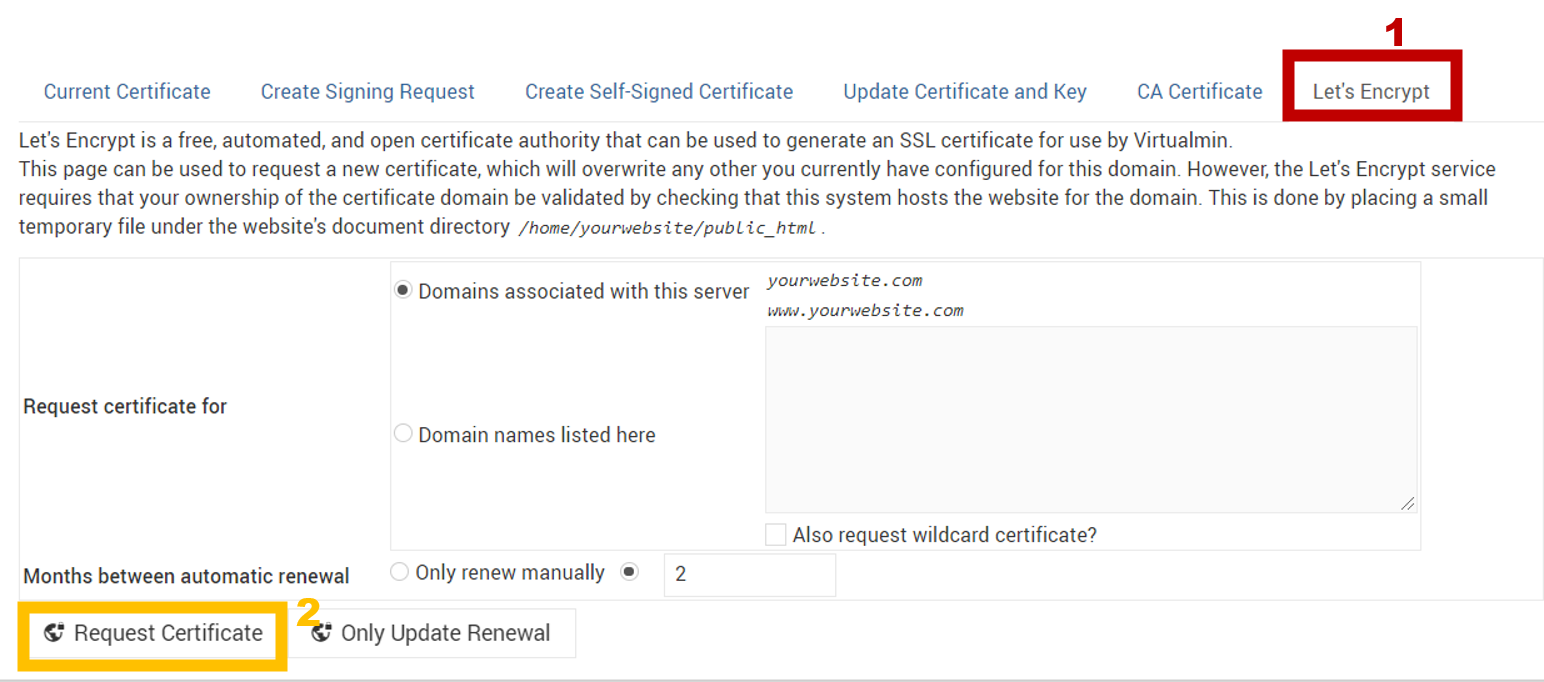 1
Current Certificate Create Signing Request Create Self-Signed Certificate Update Certificate and Key CA Certificate Let's Encrypt
Let's Encrypt is a free, automated, and open certificate authority that can be used to generate an SSL certificate for use by Virtualmin.
This page can be used to request a new certificate, which will overwrite any other you currently have configured for this domain. However, the Let's Encrypt service
requires that your ownership of the certificate domain be validated by checking that this system hosts the website for the domain. This is done by placing a small
temporary file under the website's document directory /home/yourwebsite/public_html .
Domains associated with this server yourwebsite.com
www.yourwebsite.com
Request certificate for
Domain names listed here
Also request wildcard certificate?
Months between automatic renewal Only renew manually 2
2
Request Certificate Only Update Renewal